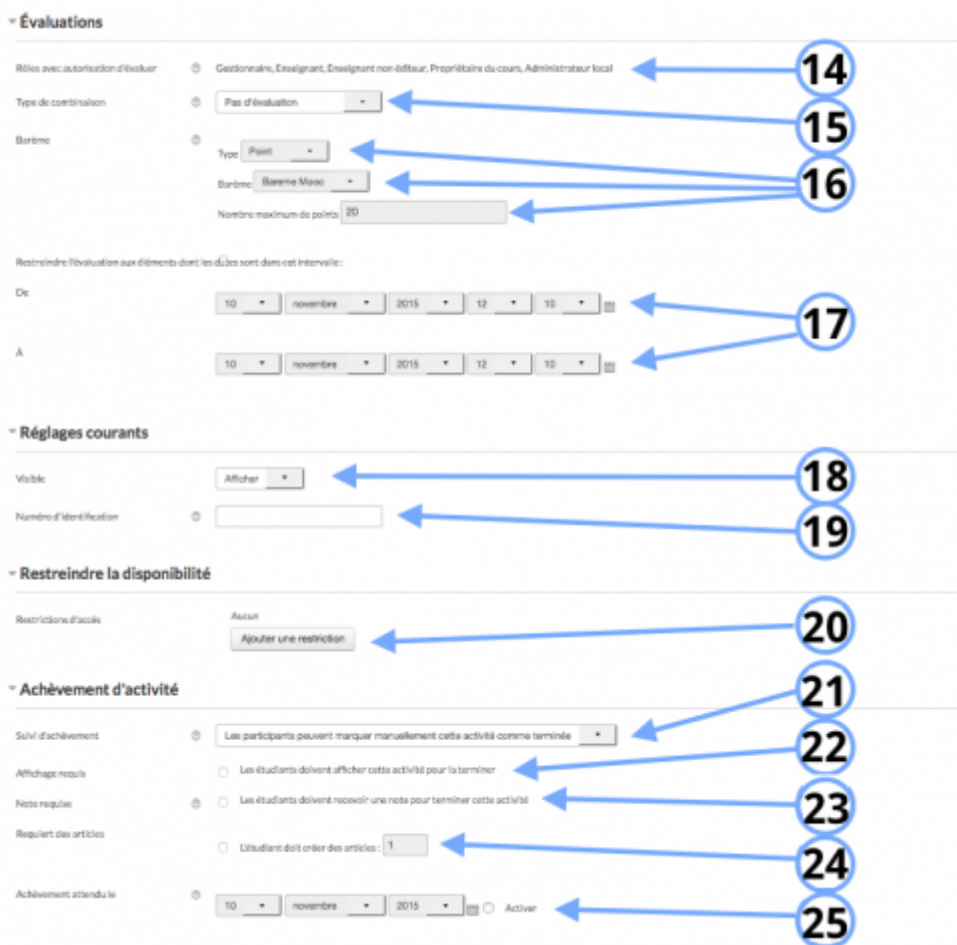 Évaluations
Rôles avec autorisation d'évaluer Gestionnaire, Enseignant, Enseignant non éditeur, Propriétaire du cours, Administrateur local 14
Type de combinaison Pas d'évaluation 15
Barème
Type Point
Barème Bareme Mooc 16
Nombre maximum de points 20
Restreindre l'évaluation aux éléments dont les dates sont dans cet intervalle :
De 10 novembre 2015 12 10
17
À 10 novembre 2015 12 10
Réglages courants
Visible Afficher 18
Numéro d'identification 19
Restreindre la disponibilité
Restrictions d'accès Aucun
Ajouter une restriction 20
Achèvement d'activité 21
Suivi d'achèvement Les participants peuvent marquer manuellement cette activité comme terminée
Affichage requis Les étudiants doivent afficher cette activité pour la terminer 22
Note requise Les étudiants doivent recevoir une note pour terminer cette activité 23
Requiert des articles
L'étudiant doit créer des articles : 1 24
Achèvement attendu le 10 novembre 2015 Activer 25